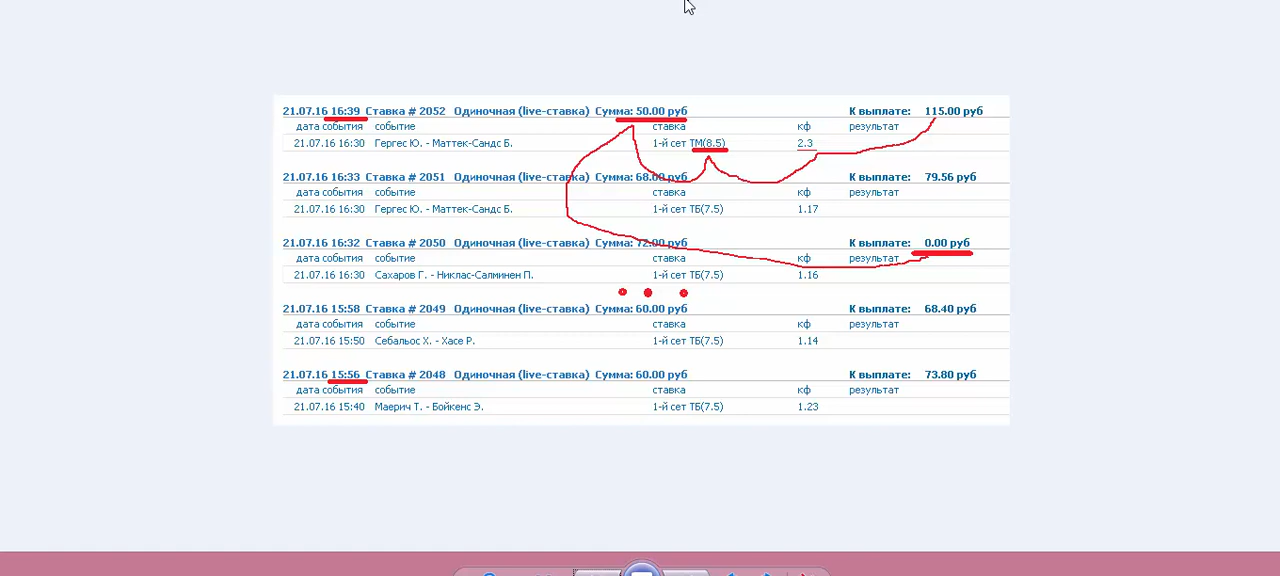 21.07.16 16:39 Ставка # 2052 Одиночная (live-ставка) Сумма: 50.00 руб К выплате: 115.00 руб
дата события событие ставка кф результат
21.07.16 16:30 Гергес Ю. - Маттек-Сандс Б. 1-й сет ТМ(8.5) 2.3
21.07.16 16:33 Ставка # 2051 Одиночная (live-ставка) Сумма: 68.00 руб К выплате: 79.56 руб
дата события событие ставка кф результат
21.07.16 16:30 Гергес Ю. - Маттек-Сандс Б. 1-й сет ТБ(7.5) 1.17
21.07.16 16:32 Ставка # 2050 Одиночная (live-ставка) Сумма: 72.00 руб К выплате: 0.00 руб
дата события событие ставка кф результат
21.07.16 16:30 Сахаров Г. - Никлас-Салминен П. 1-й сет ТБ(7.5) 1.16
21.07.16 15:58 Ставка # 2049 Одиночная (live-ставка) Сумма: 60.00 руб К выплате: 68.40 руб
дата события событие ставка кф результат
21.07.16 15:50 Себальос Х. - Хасе Р. 1-й сет ТБ(7.5) 1.14
21.07.16 15:56 Ставка # 2048 Одиночная (live-ставка) Сумма: 60.00 руб К выплате: 73.80 руб
дата события событие ставка кф результат
21.07.16 15:40 Маерич Т. - Бойкенс Э. 1-й сет ТБ(7.5) 1.23